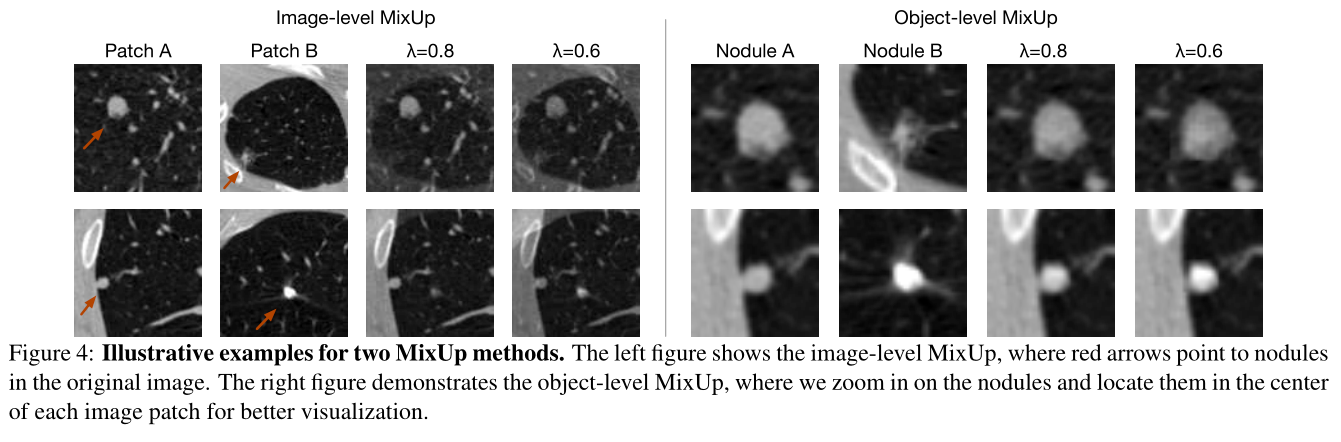 Image-level MixUp
Object-level MixUp
Patch A
Patch B
λ=0.8
λ=0.6
Nodule A
Nodule B
λ=0.8
λ=0.6
Figure 4: Illustrative examples for two MixUp methods. The left figure shows the image-level MixUp, where red arrows point to nodules
in the original image. The right figure demonstrates the object-level MixUp, where we zoom in on the nodules and locate them in the center
of each image patch for better visualization.